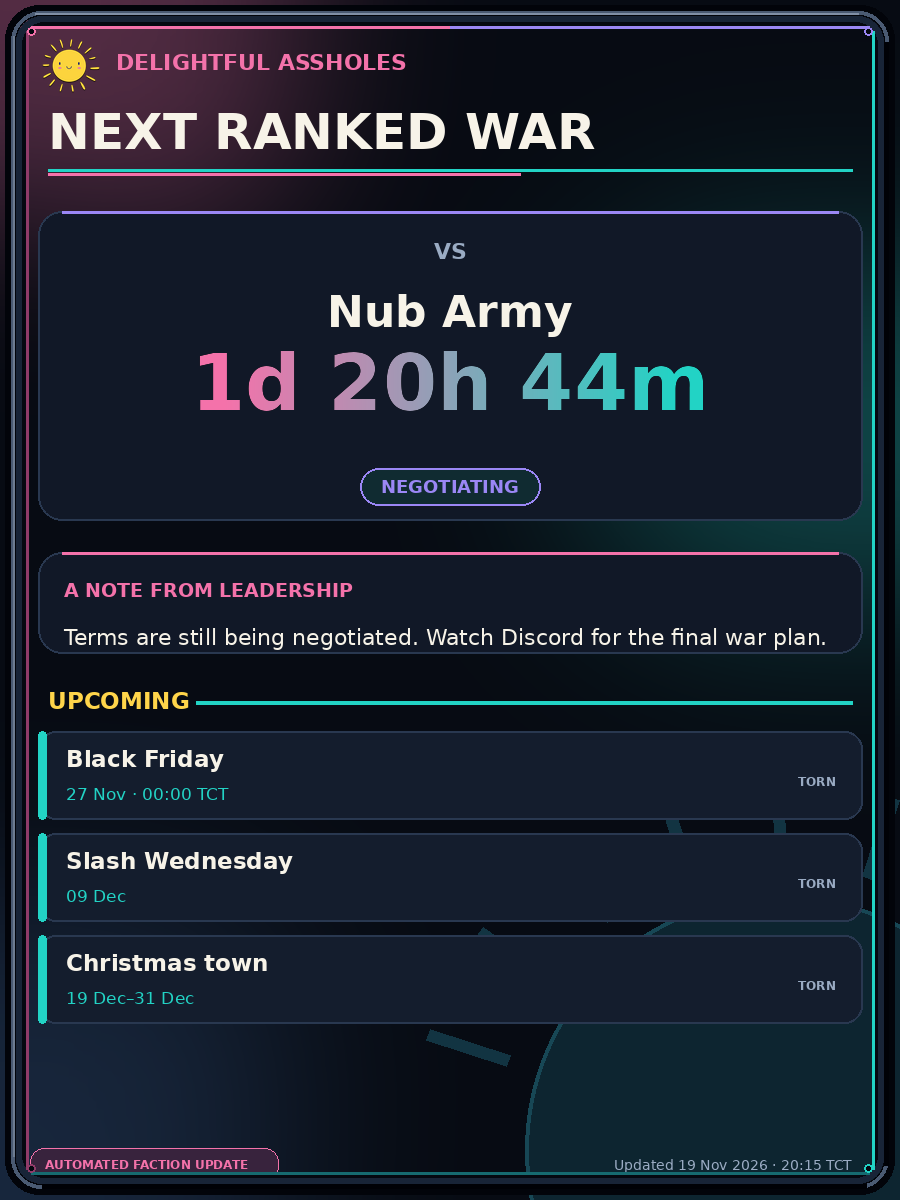 DELIGHTFUL ASSHOLES
NEXT RANKED WAR
VS
Nub Army
1d 20h 44m
NEGOTIATING
A NOTE FROM LEADERSHIP
Terms are still being negotiated. Watch Discord for the final war plan.
UPCOMING
Black Friday
27 Nov · 00:00 TCT
TORN
Slash Wednesday
09 Dec
TORN
Christmas town
19 Dec–31 Dec
TORN
AUTOMATED FACTION UPDATE
Updated 19 Nov 2026 · 20:15 TCT